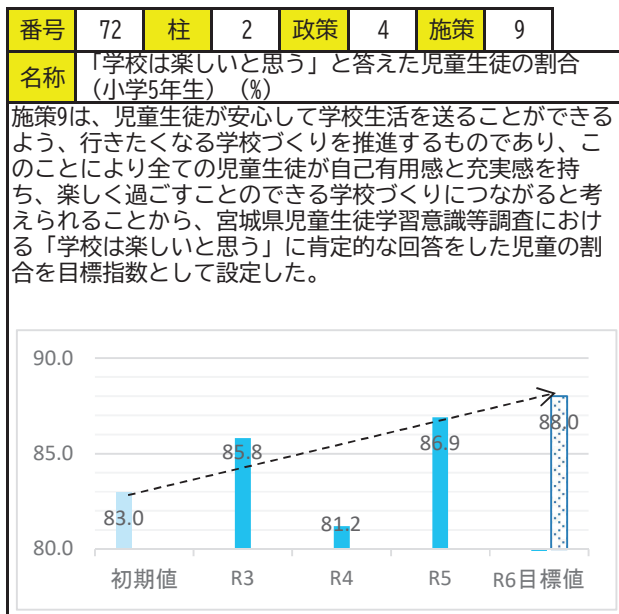 番号 72 柱 2 政策 4 施策 9
名称 「学校は楽しいと思う」と答えた児童生徒の割合
（小学5年生）（%）
施策9は、児童生徒が安心して学校生活を送ることができる
よう、行きたくなる学校づくりを推進するものであり、こ
のことにより全ての児童生徒が自己有用感と充実感を持
ち、楽しく過ごすことのできる学校づくりにつながると考
えられることから、宮城県児童生徒学習意識等調査におけ
る「学校は楽しいと思う」に肯定的な回答をした児童の割
合を目標指数として設定した。
90.0
85.0
80.0
83.0
85.8
81.2
86.9
88.0
初期値 R3 R4 R5 R6目標値